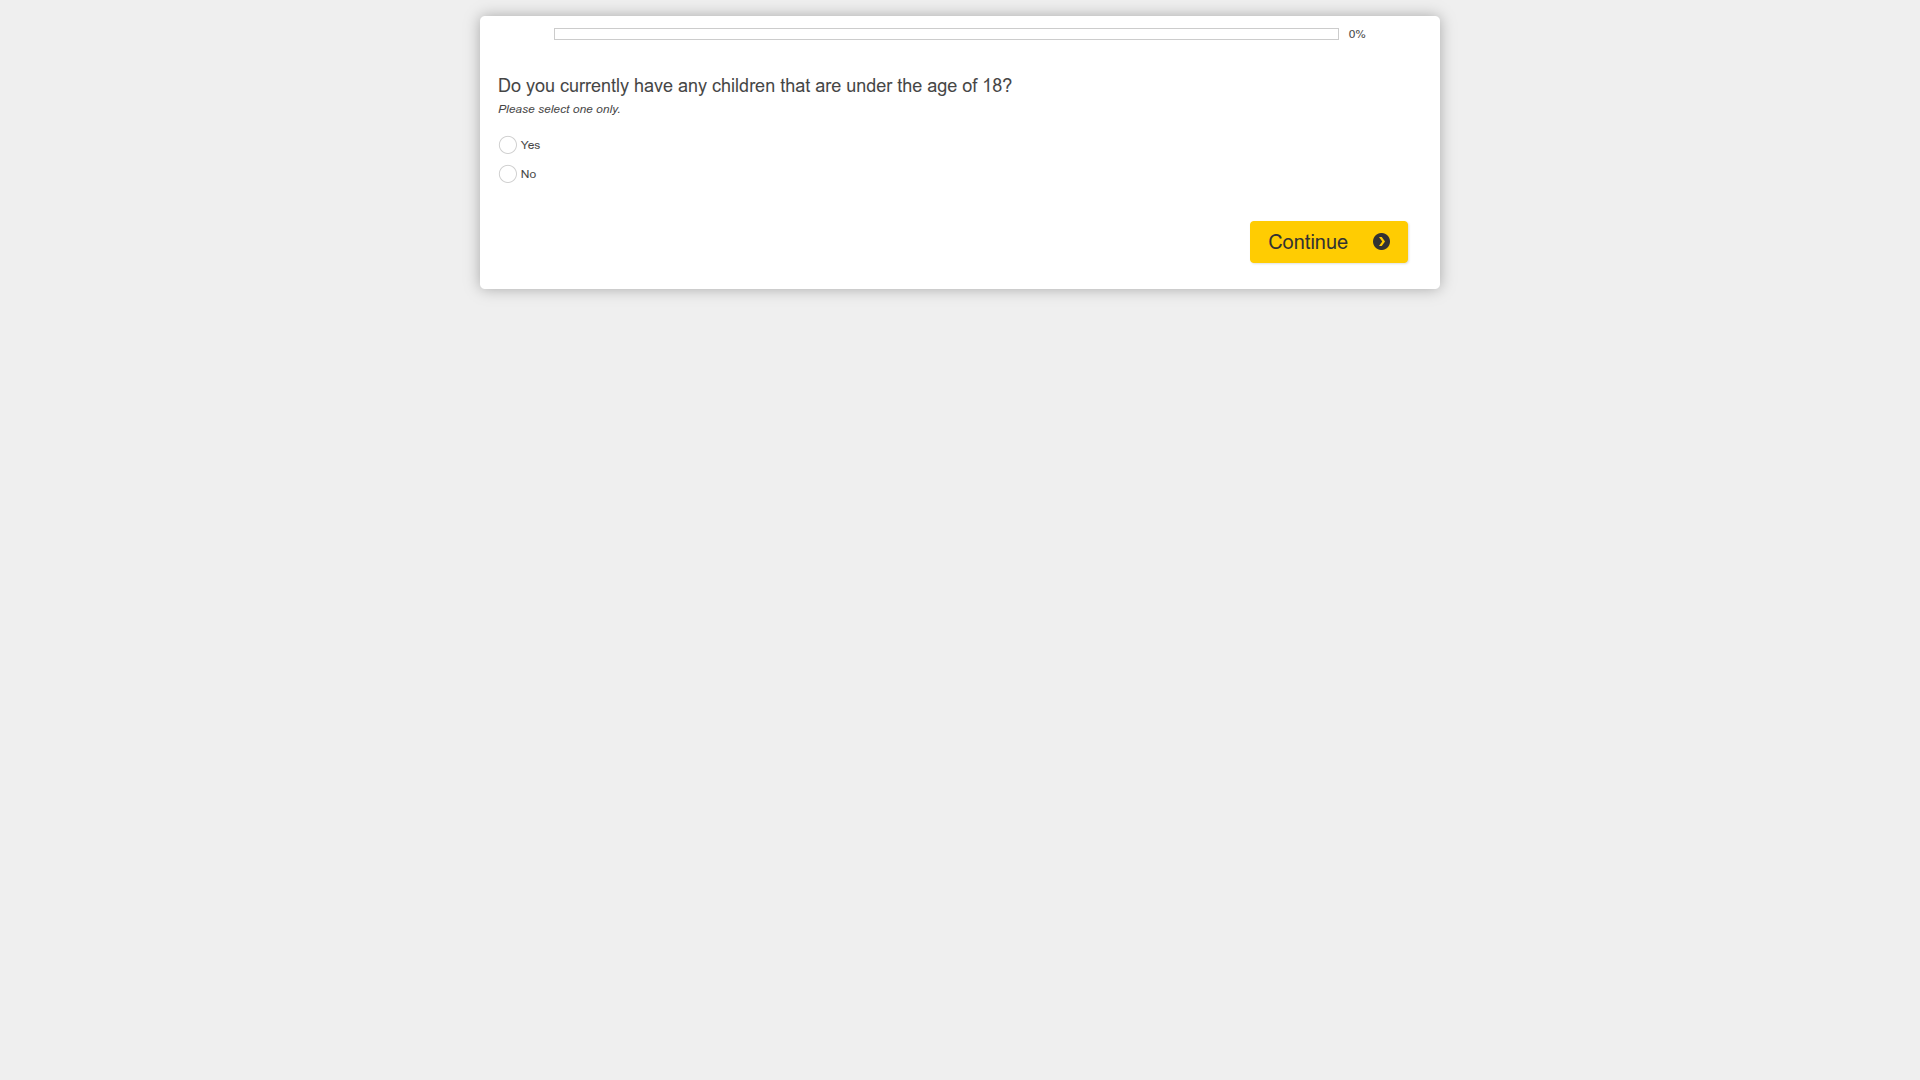 0%
Do you currently have any children that are under the age of 18?
Please select one only.
Yes
No
Continue